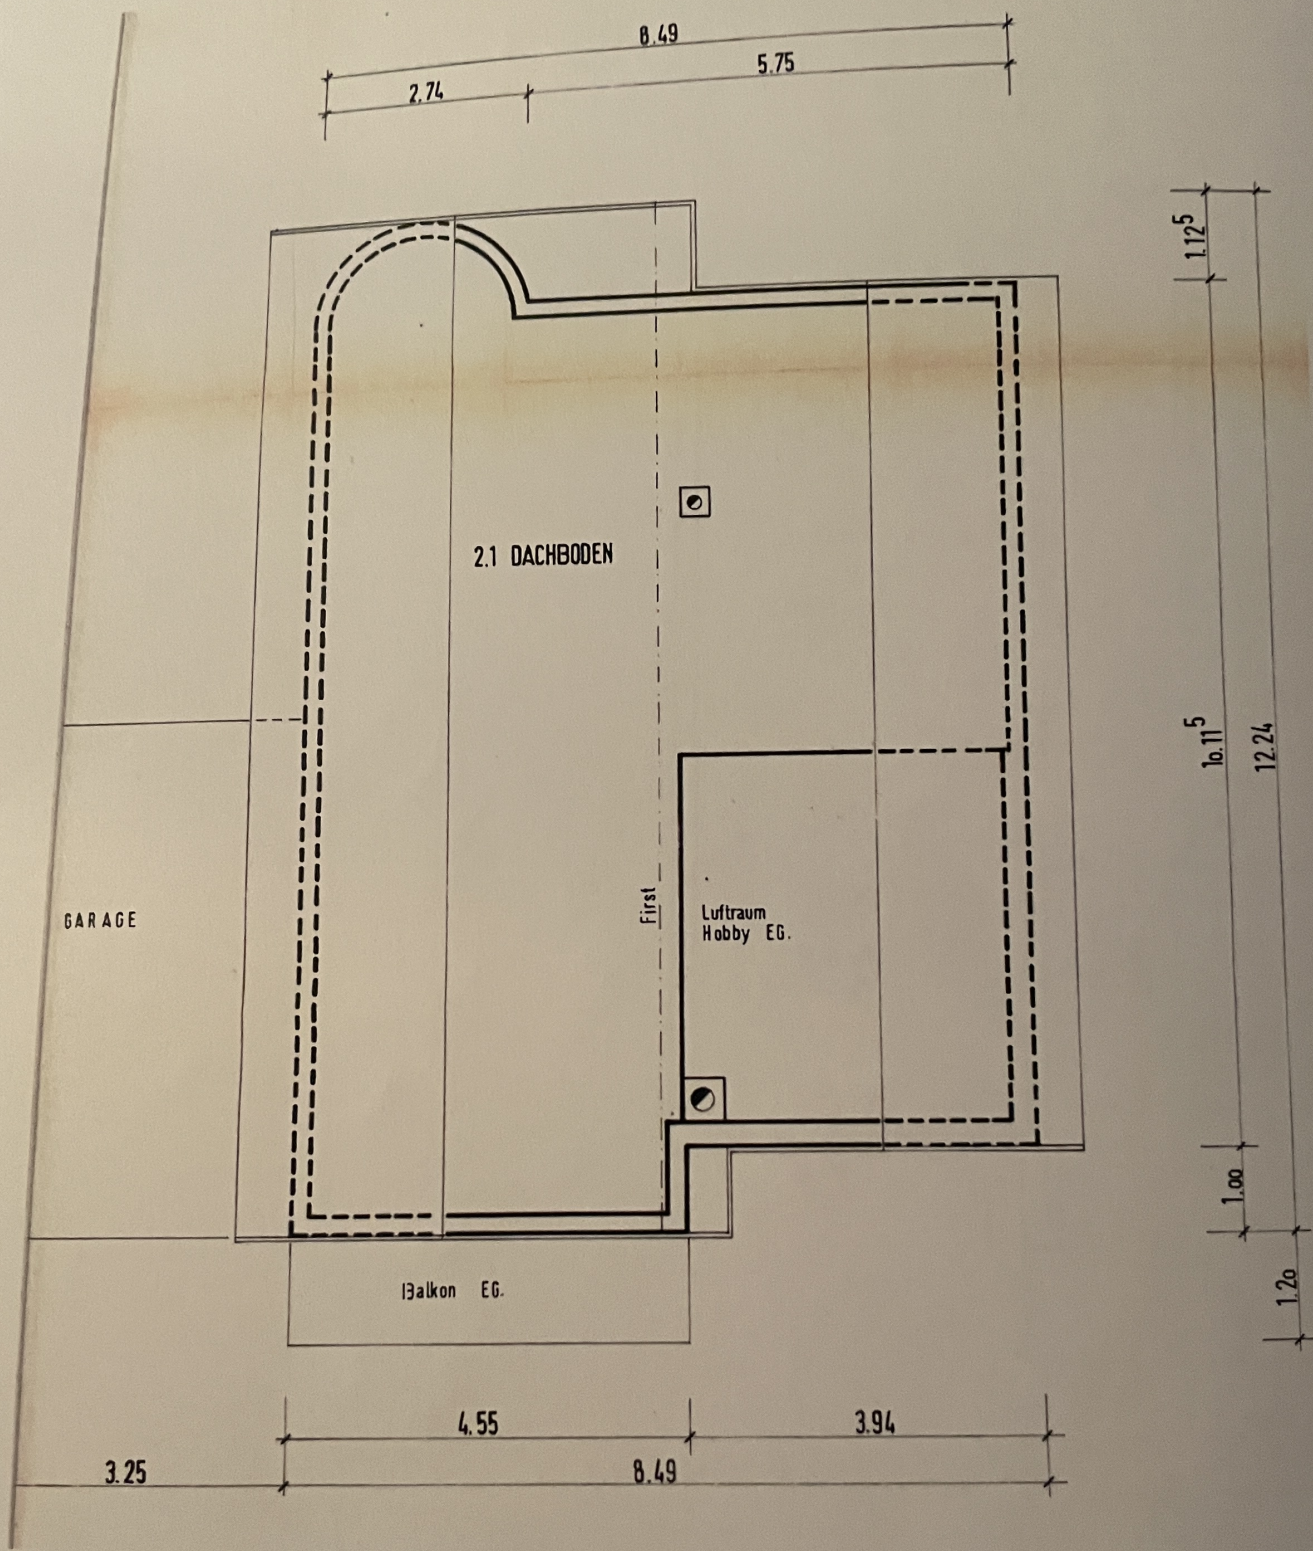 8.49
5.75
2.74
1.12⁵
2.1 DACHBODEN
10.11⁵
12.24
First
Luftraum
Hobby EG.
GARAGE
1.00
Balkon EG.
1.20
4.55
3.94
3.25
8.49